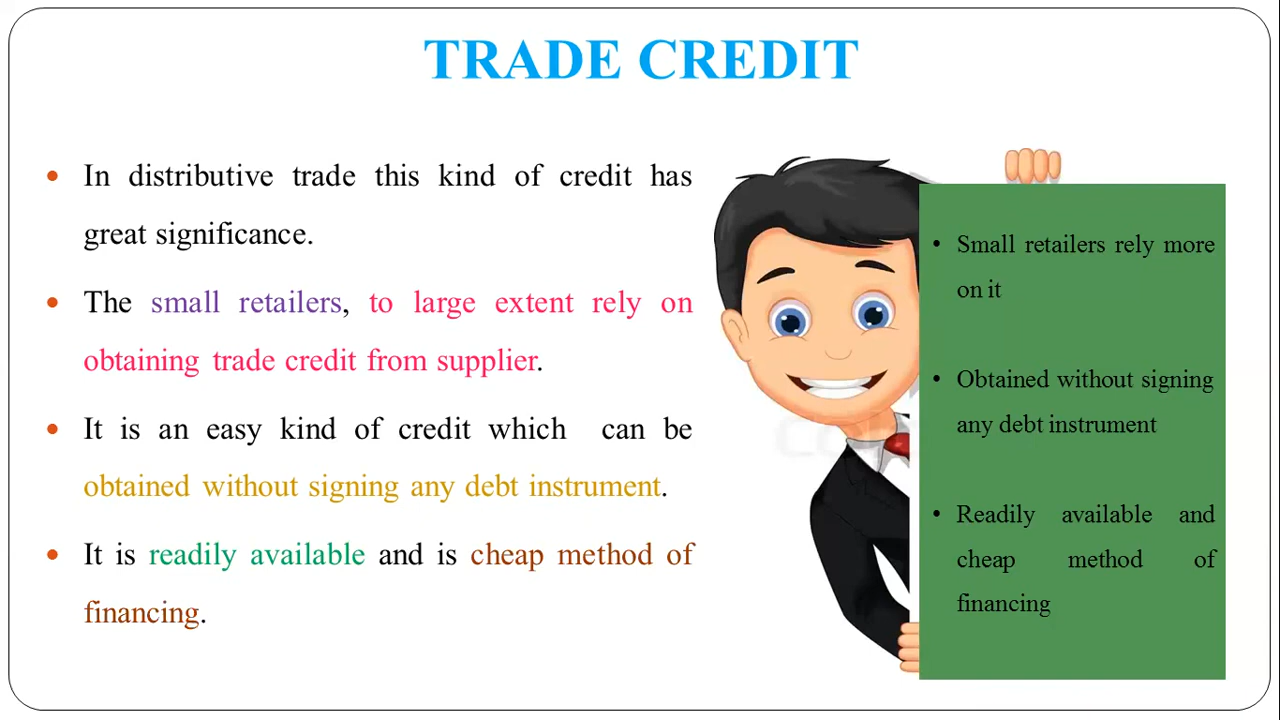 TRADE CREDIT
In distributive trade this kind of credit has
great significance.
The small retailers, to large extent rely on
obtaining trade credit from supplier.
It is an easy kind of credit which can be
obtained without signing any debt instrument.
It is readily available and is cheap method of
financing.
Small retailers rely more
on it
Obtained without signing
any debt instrument
Readily available and
cheap method of
financing